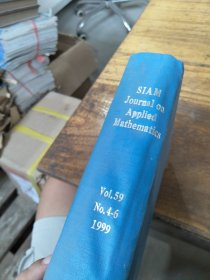 SIAM
Journal on
Applied
Mathematics
Vol. 59
No. 4-6
1999